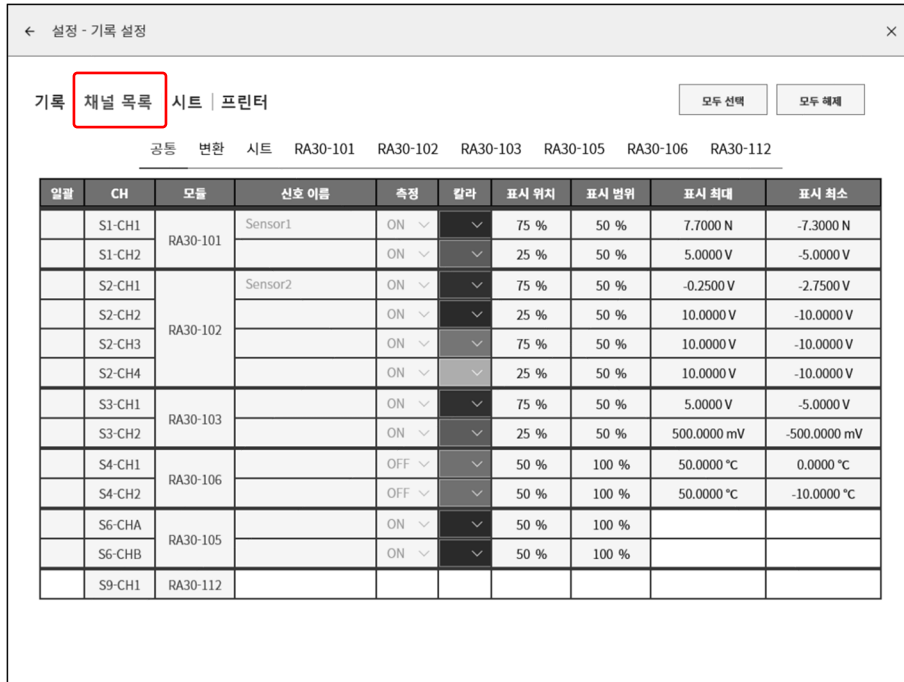 ← 설정 - 기록 설정 ×
기록 채널 목록 시트 | 프린터 모두 선택 모두 해제
공통 변환 시트 RA30-101 RA30-102 RA30-103 RA30-105 RA30-106 RA30-112
일괄 CH 모듈 신호 이름 측정 칼라 표시 위치 표시 범위 표시 최대 표시 최소
S1-CH1 RA30-101 Sensor1 ON 75 % 50 % 7.7000 N -7.3000 N
S1-CH2 ON 25 % 50 % 5.0000 V -5.0000 V
S2-CH1 RA30-102 Sensor2 ON 75 % 50 % -0.2500 V -2.7500 V
S2-CH2 ON 25 % 50 % 10.0000 V -10.0000 V
S2-CH3 ON 75 % 50 % 10.0000 V -10.0000 V
S2-CH4 ON 25 % 50 % 10.0000 V -10.0000 V
S3-CH1 RA30-103 ON 75 % 50 % 5.0000 V -5.0000 V
S3-CH2 ON 25 % 50 % 500.0000 mV -500.0000 mV
S4-CH1 RA30-106 OFF 50 % 100 % 50.0000 °C 0.0000 °C
S4-CH2 OFF 50 % 100 % 50.0000 °C -10.0000 °C
S6-CHA RA30-105 ON 50 % 100 %
S6-CHB ON 50 % 100 %
S9-CH1 RA30-112